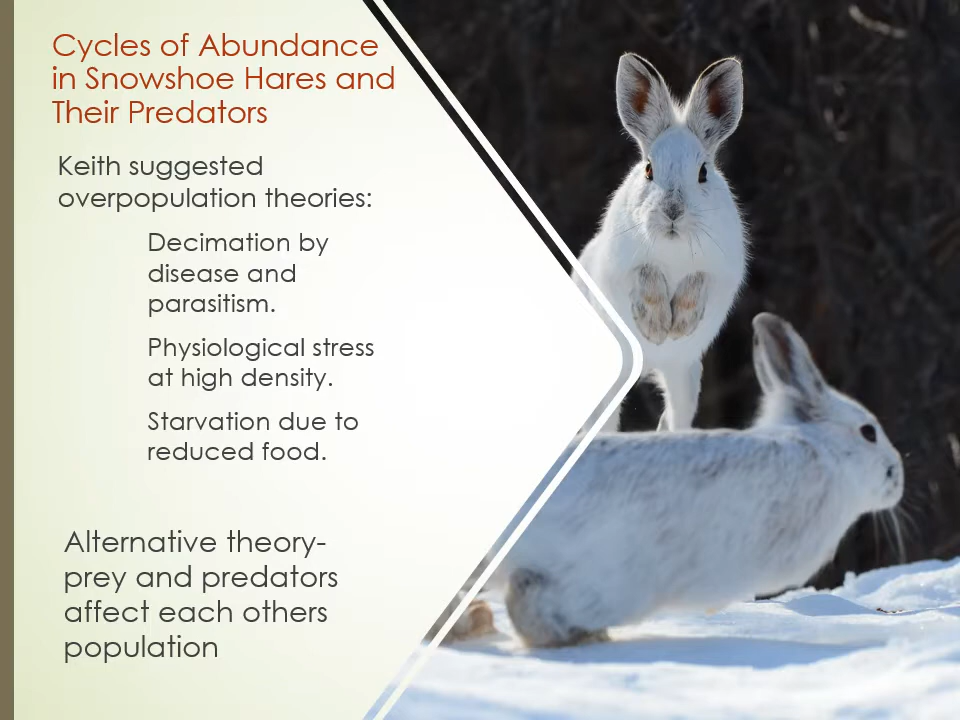 Cycles of Abundance
in Snowshoe Hares and
Their Predators
Keith suggested
overpopulation theories:
Decimation by
disease and
parasitism.
Physiological stress
at high density.
Starvation due to
reduced food.
Alternative theory-
prey and predators
affect each others
population